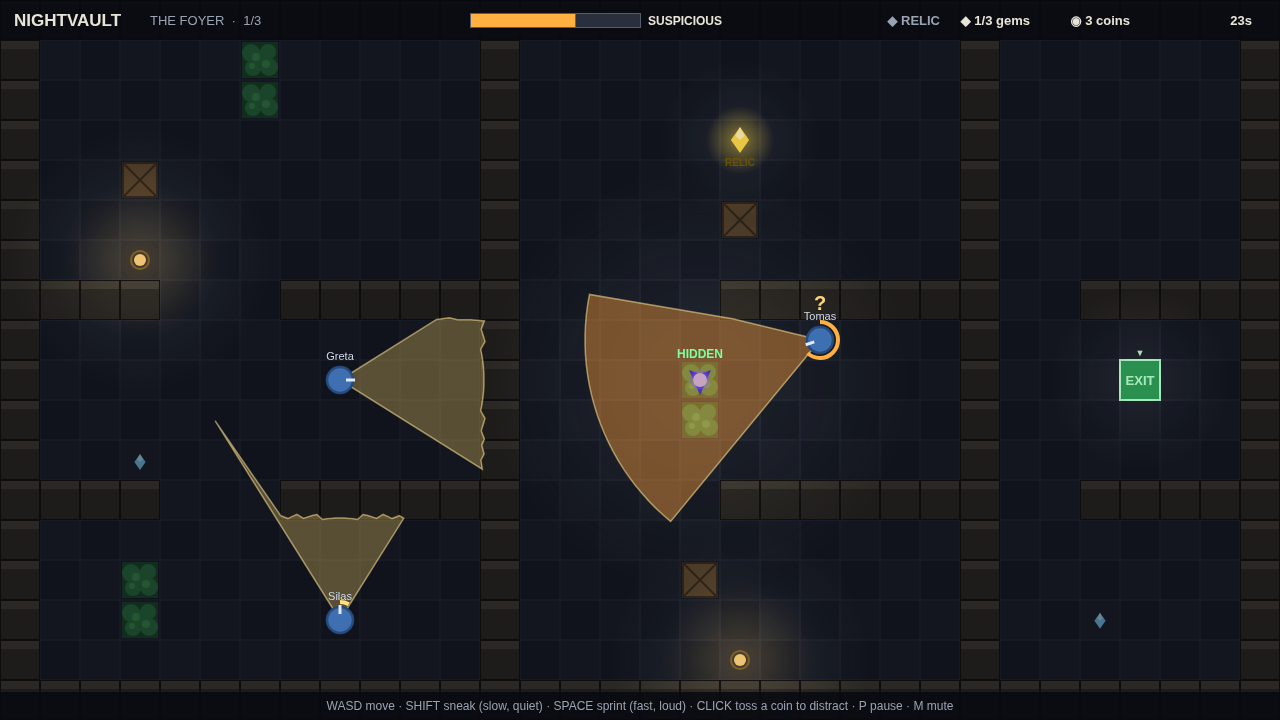 NIGHTVAULT THE FOYER · 1/3 SUSPICIOUS ◆ RELIC ◆ 1/3 gems ◉ 3 coins 23s
RELIC
?
Tomas
Greta
HIDDEN
▼
EXIT
Silas
WASD move · SHIFT sneak (slow, quiet) · SPACE sprint (fast, loud) · CLICK toss a coin to distract · P pause · M mute